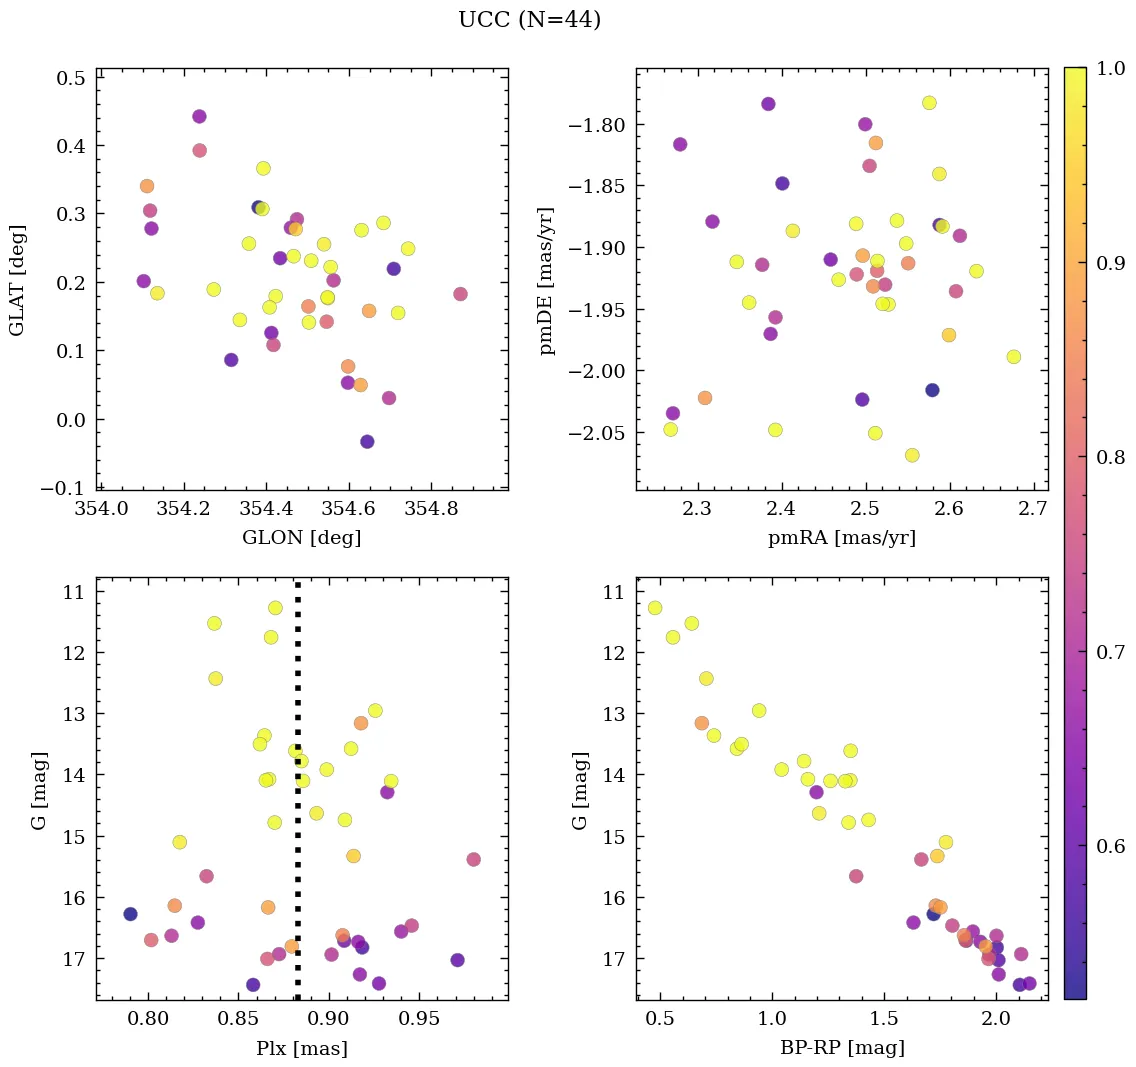 UCC (N=44)
0.5
0.4
0.3
0.2
0.1
0.0
−0.1
GLAT [deg]
354.0 354.2 354.4 354.6 354.8
GLON [deg]
−1.80
−1.85
−1.90
−1.95
−2.00
−2.05
pmDE [mas/yr]
2.3 2.4 2.5 2.6 2.7
pmRA [mas/yr]
11
12
13
14
15
16
17
G [mag]
0.80 0.85 0.90 0.95
Plx [mas]
11
12
13
14
15
16
17
G [mag]
0.5 1.0 1.5 2.0
BP-RP [mag]
1.0
0.9
0.8
0.7
0.6